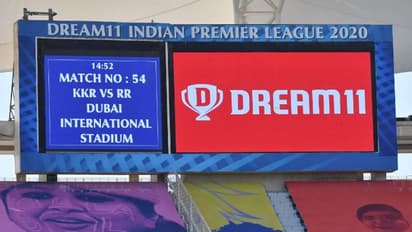 DREAM11 INDIAN PREMIER LEAGUE 2020
14:52
MATCH NO : 54
KKR VS RR
DUBAI
INTERNATIONAL
STADIUM
D DREAM11